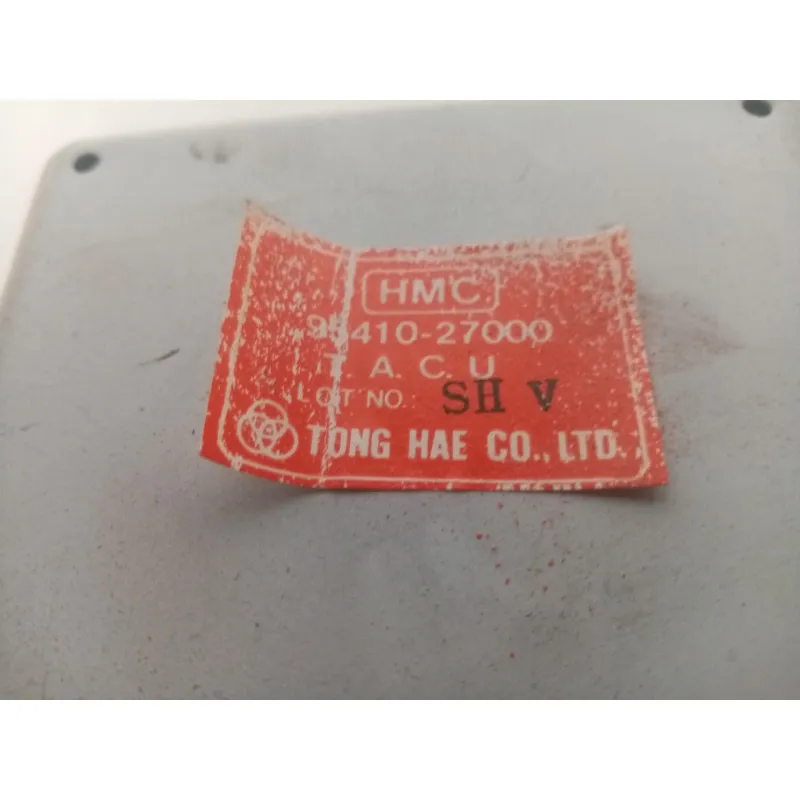 HMC
95410-27000
T. A. C. U
LOT NO.: SH V
TONG HAE CO., LTD.